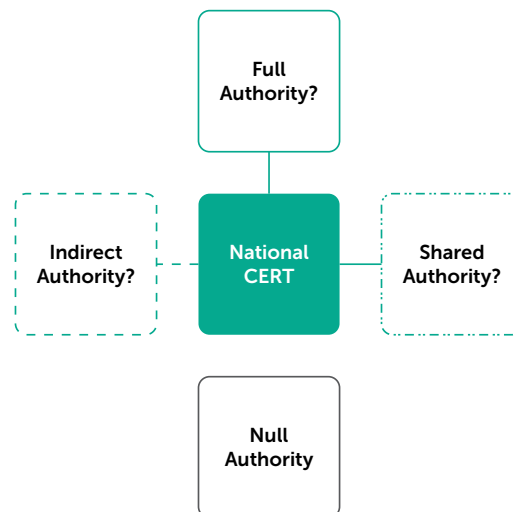 Full
Authority?
Indirect
Authority?
National
CERT
Shared
Authority?
Null
Authority